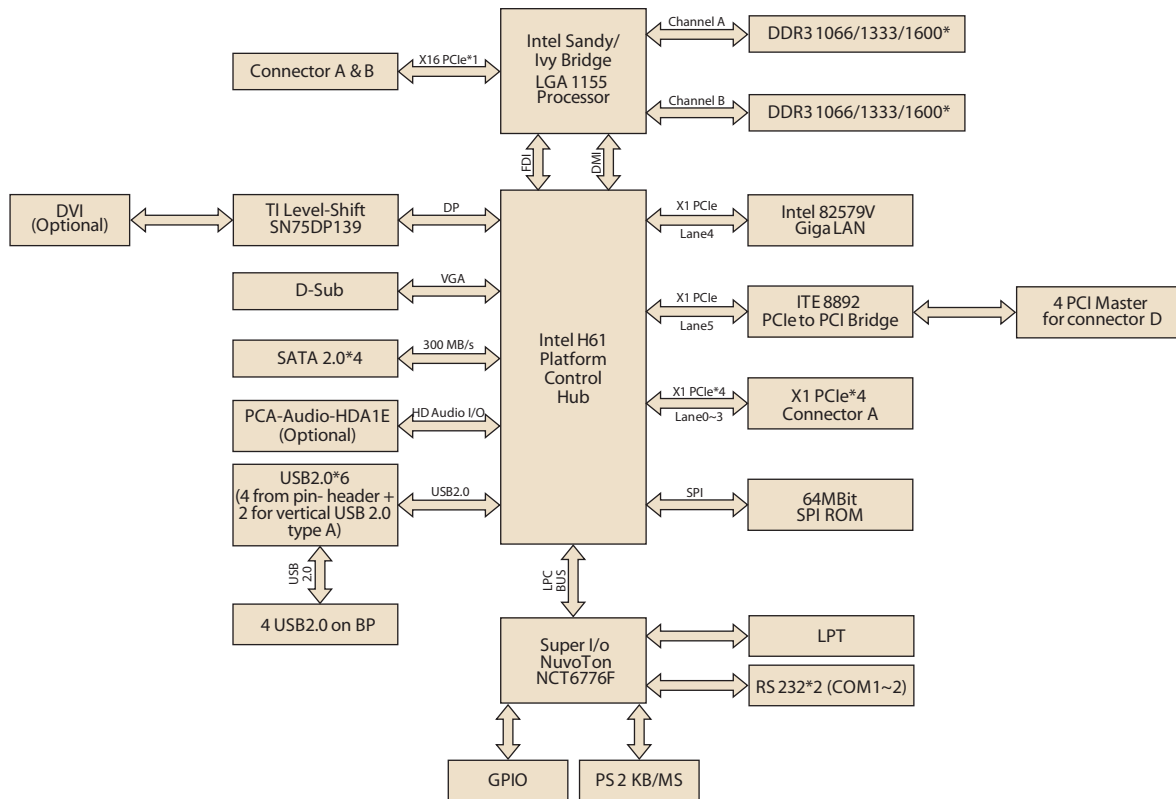 Intel Sandy/
Ivy Bridge
LGA 1155
Processor
Channel A
DDR3 1066/1333/1600*
Channel B
DDR3 1066/1333/1600*
Connector A & B
X16 PCIe*1
FDI
DMI
DVI
(Optional)
TI Level-Shift
SN75DP139
DP
X1 PCIe
Lane4
Intel 82579V
Giga LAN
D-Sub
VGA
X1 PCIe
Lane5
ITE 8892
PCIe to PCI Bridge
4 PCI Master
for connector D
Intel H61
Platform
Control
Hub
SATA 2.0*4
300 MB/s
PCA-Audio-HDA1E
(Optional)
HD Audio I/O
X1 PCIe*4
Lane0~3
X1 PCIe*4
Connector A
USB2.0*6
(4 from pin- header +
2 for vertical USB 2.0
type A)
USB2.0
SPI
64MBit
SPI ROM
USB
2.0
4 USB2.0 on BP
LPC
BUS
Super I/o
NuvoTon
NCT6776F
LPT
RS 232*2 (COM1~2)
GPIO
PS 2 KB/MS